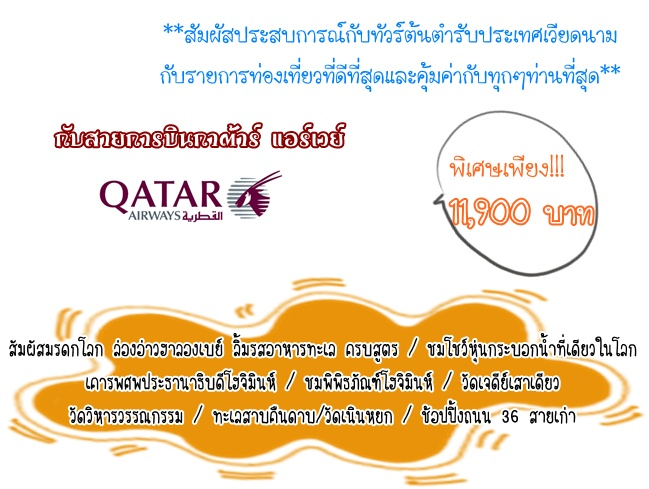 **สัมผัสประสบการณ์กับทัวร์ต้นตำรับประเทศเวียดนาม
กับรายการท่องเที่ยวที่ดีที่สุดและคุ้มค่ากับทุกๆท่านที่สุด**
กับสายการบินกาต้าร์ แอร์เวย์
QATAR
AIRWAYS القطرية
พิเศษเพียง!!!
11,900 บาท
สัมผัสมรดกโลก ล่องอ่าวฮาลองเบย์ ลิ้มรสอาหารทะเล ครบสูตร / ชมโชว์หุ่นกระบอกน้ำที่เดียวในโลก
เคารพศพประธานาธิบดีโฮจิมินห์ / ชมพิพิธภัณฑ์โฮจิมินห์ / วัดเจดีย์เสาเดียว
วัดวิหารวรรณกรรม / ทะเลสาบคืนดาบ/วัดเนินหยก / ช้อปปิ้งถนน 36 สายเก่า